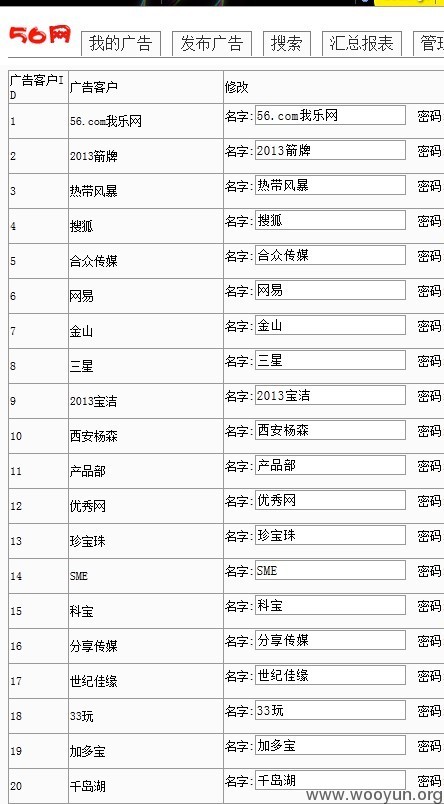 56网 我的广告 发布广告 搜索 汇总报表
广告客户ID 广告客户 修改
1 56.com我乐网 名字:56.com我乐网 密码
2 2013箭牌 名字:2013箭牌 密码
3 热带风暴 名字:热带风暴 密码
4 搜狐 名字:搜狐 密码
5 合众传媒 名字:合众传媒 密码
6 网易 名字:网易 密码
7 金山 名字:金山 密码
8 三星 名字:三星 密码
9 2013宝洁 名字:2013宝洁 密码
10 西安杨森 名字:西安杨森 密码
11 产品部 名字:产品部 密码
12 优秀网 名字:优秀网 密码
13 珍宝珠 名字:珍宝珠 密码
14 SME 名字:SME 密码
15 科宝 名字:科宝 密码
16 分享传媒 名字:分享传媒 密码
17 世纪佳缘 名字:世纪佳缘 密码
18 33玩 名字:33玩 密码
19 加多宝 名字:加多宝 密码
20 千岛湖 名字:千岛湖 密码
www.wooyun.org